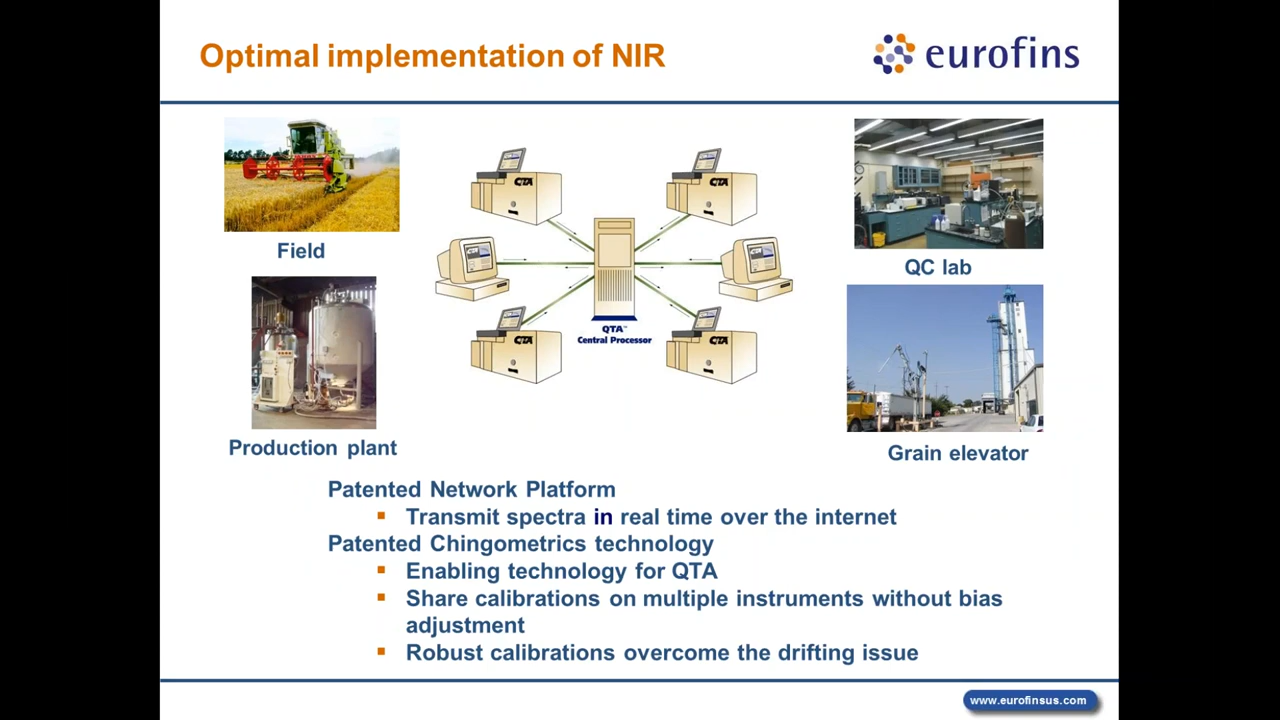 Optimal implementation of NIR
eurofins
Field
QTA
QTA
QC lab
QTA™
Central Processor
QTA
QTA
Production plant
Grain elevator
Patented Network Platform
Transmit spectra in real time over the internet
Patented Chingometrics technology
Enabling technology for QTA
Share calibrations on multiple instruments without bias
adjustment
Robust calibrations overcome the drifting issue
www.eurofinsus.com